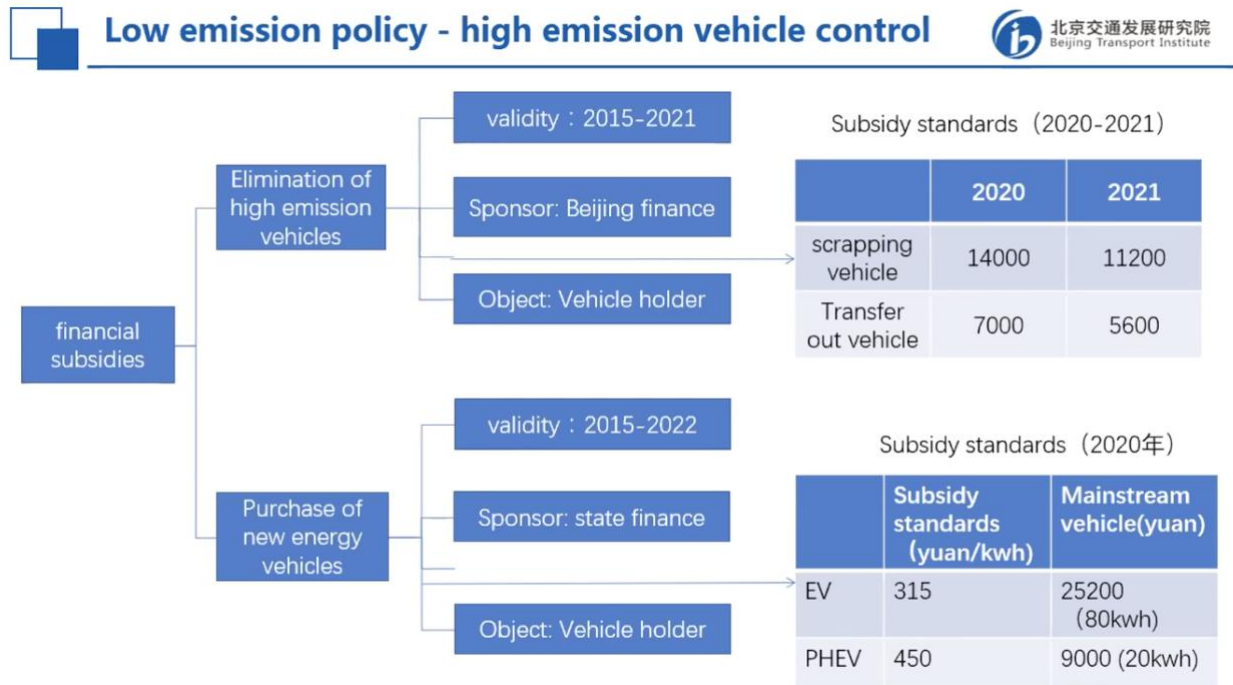 Low emission policy - high emission vehicle control
北京交通发展研究院
Beijing Transport Institute
financial
subsidies
Elimination of
high emission
vehicles
validity：2015-2021
Sponsor: Beijing finance
Object: Vehicle holder
Subsidy standards（2020-2021）
2020 2021
scrapping
vehicle 14000 11200
Transfer
out vehicle 7000 5600
Purchase of
new energy
vehicles
validity：2015-2022
Sponsor: state finance
Object: Vehicle holder
Subsidy standards（2020年）
Subsidy
standards
（yuan/kwh)
Mainstream
vehicle(yuan)
EV 315 25200
（80kwh)
PHEV 450 9000 (20kwh)